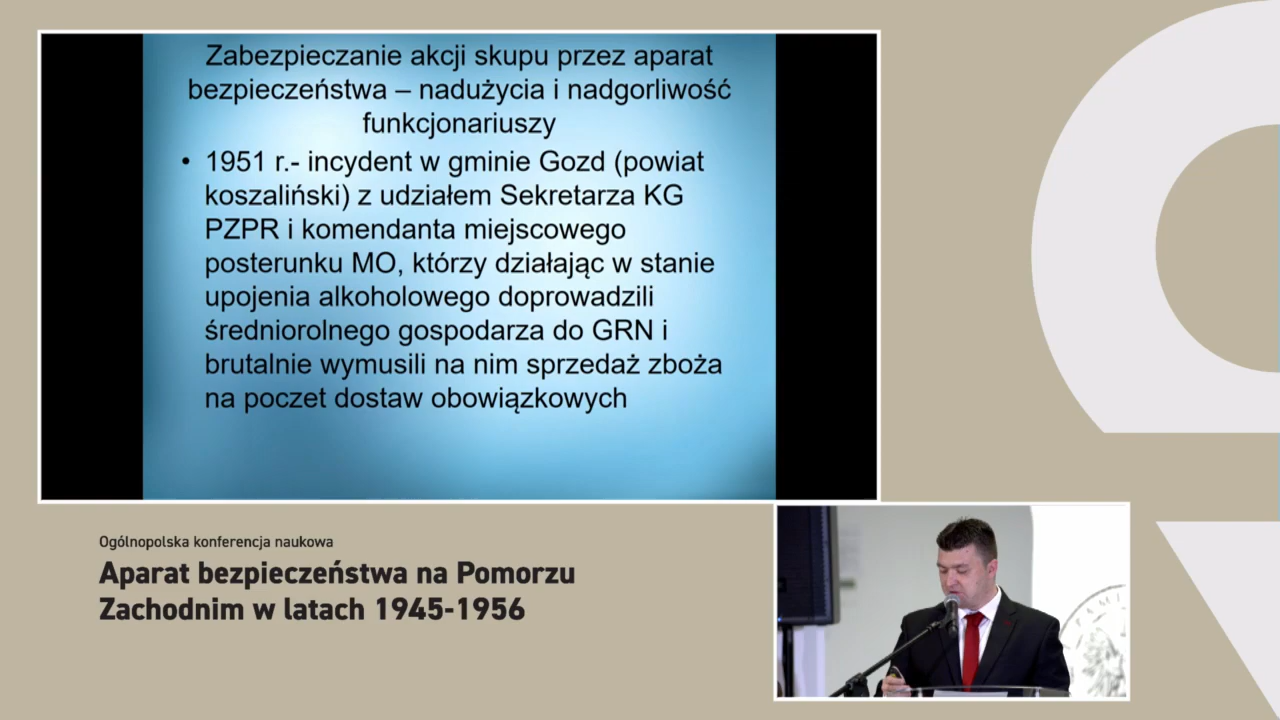 Zabezpieczanie akcji skupu przez aparat
bezpieczeństwa – nadużycia i nadgorliwość
funkcjonariuszy
• 1951 r.- incydent w gminie Gozd (powiat
koszaliński) z udziałem Sekretarza KG
PZPR i komendanta miejscowego
posterunku MO, którzy działając w stanie
upojenia alkoholowego doprowadzili
średniorolnego gospodarza do GRN i
brutalnie wymusili na nim sprzedaż zboża
na poczet dostaw obowiązkowych
Ogólnopolska konferencja naukowa
Aparat bezpieczeństwa na Pomorzu
Zachodnim w latach 1945-1956